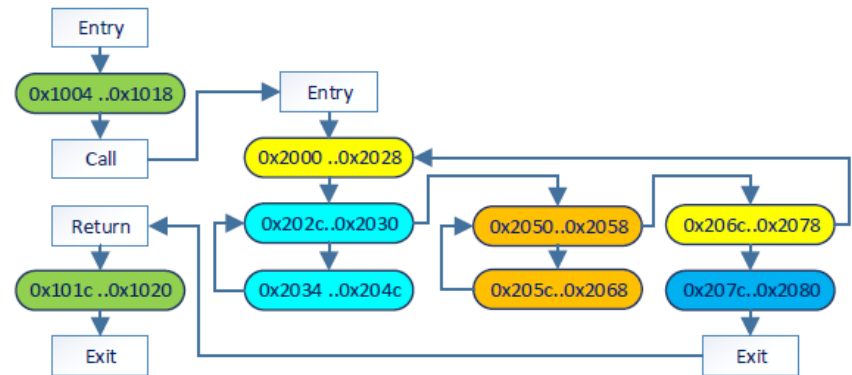 Entry
0x1004 ..0x1018
Call
Return
0x101c ..0x1020
Exit
Entry
0x2000 ..0x2028
0x202c..0x2030
0x2034 ..0x204c
0x2050..0x2058
0x205c..0x2068
0x206c..0x2078
0x207c..0x2080
Exit